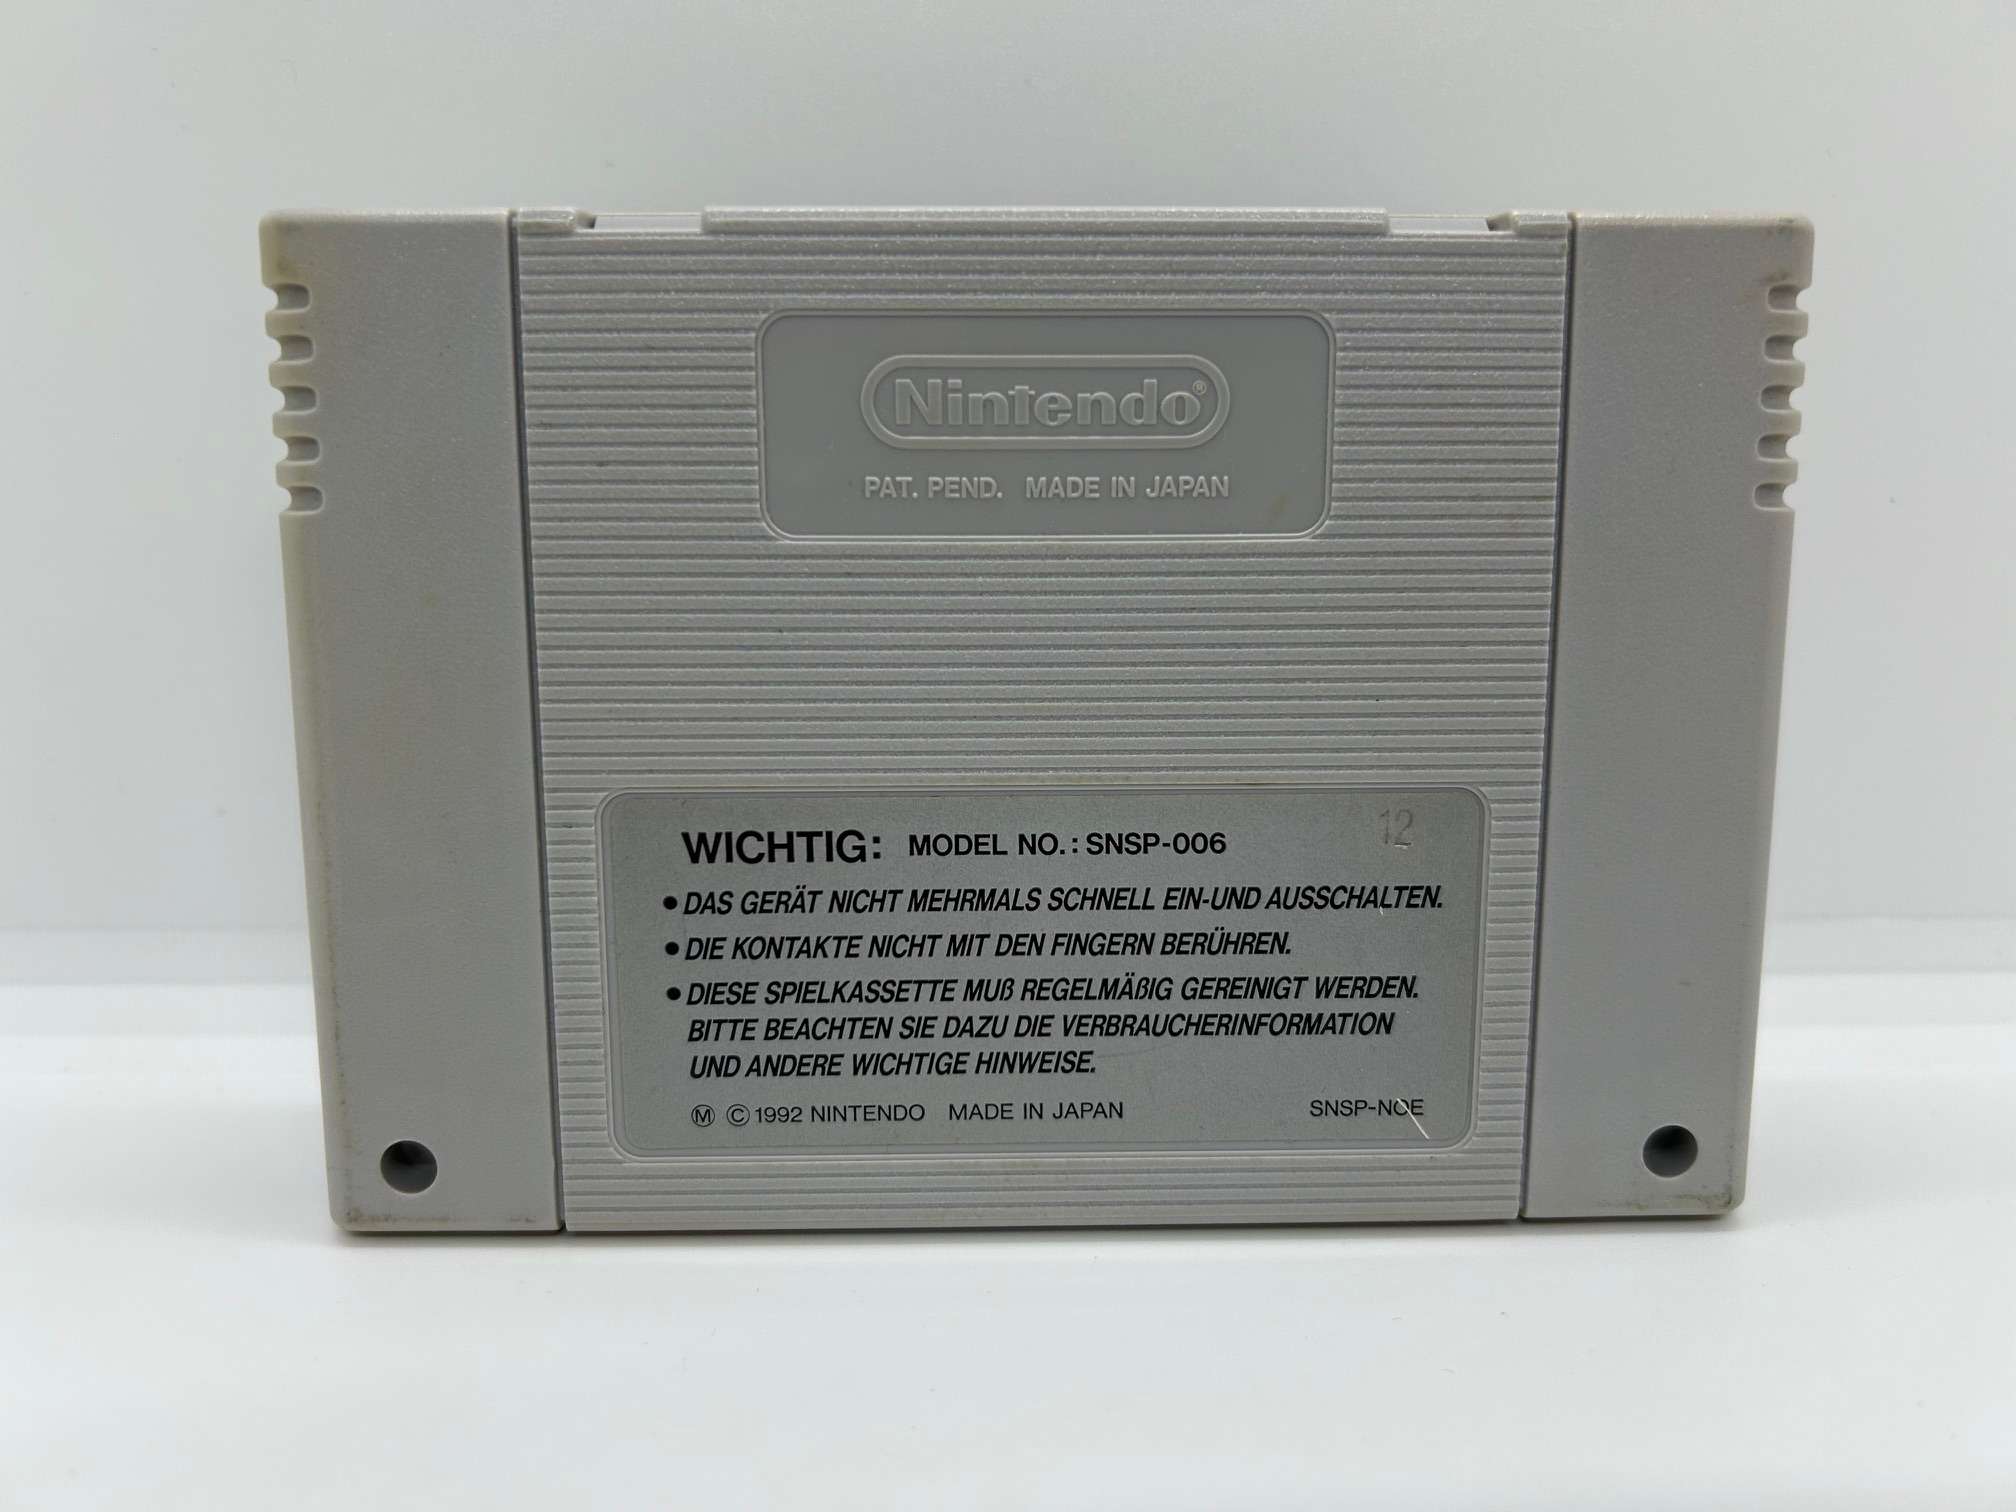 Nintendo®
PAT. PEND. MADE IN JAPAN
12
WICHTIG: MODEL NO.: SNSP-006
•DAS GERÄT NICHT MEHRMALS SCHNELL EIN-UND AUSSCHALTEN.
•DIE KONTAKTE NICHT MIT DEN FINGERN BERÜHREN.
•DIESE SPIELKASSETTE MUß REGELMÄßIG GEREINIGT WERDEN.
BITTE BEACHTEN SIE DAZU DIE VERBRAUCHERINFORMATION
UND ANDERE WICHTIGE HINWEISE.
Ⓜ © 1992 NINTENDO MADE IN JAPAN SNSP-NOE